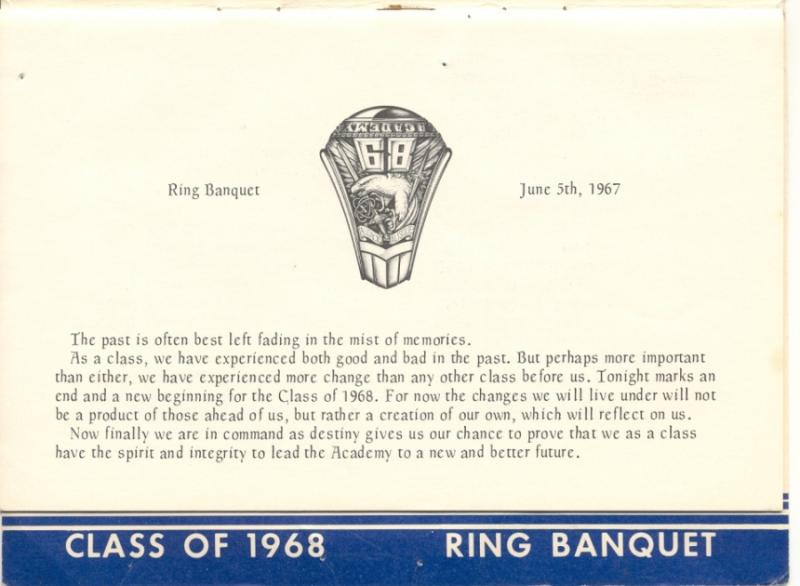 ACADEMY
68
Ring Banquet
June 5th, 1967
The past is often best left fading in the mist of memories.
As a class, we have experienced both good and bad in the past. But perhaps more important
than either, we have experienced more change than any other class before us. Tonight marks an
end and a new beginning for the Class of 1968. For now the changes we will live under will not
be a product of those ahead of us, but rather a creation of our own, which will reflect on us.
Now finally we are in command as destiny gives us our chance to prove that we as a class
have the spirit and integrity to lead the Academy to a new and better future.
CLASS OF 1968 RING BANQUET